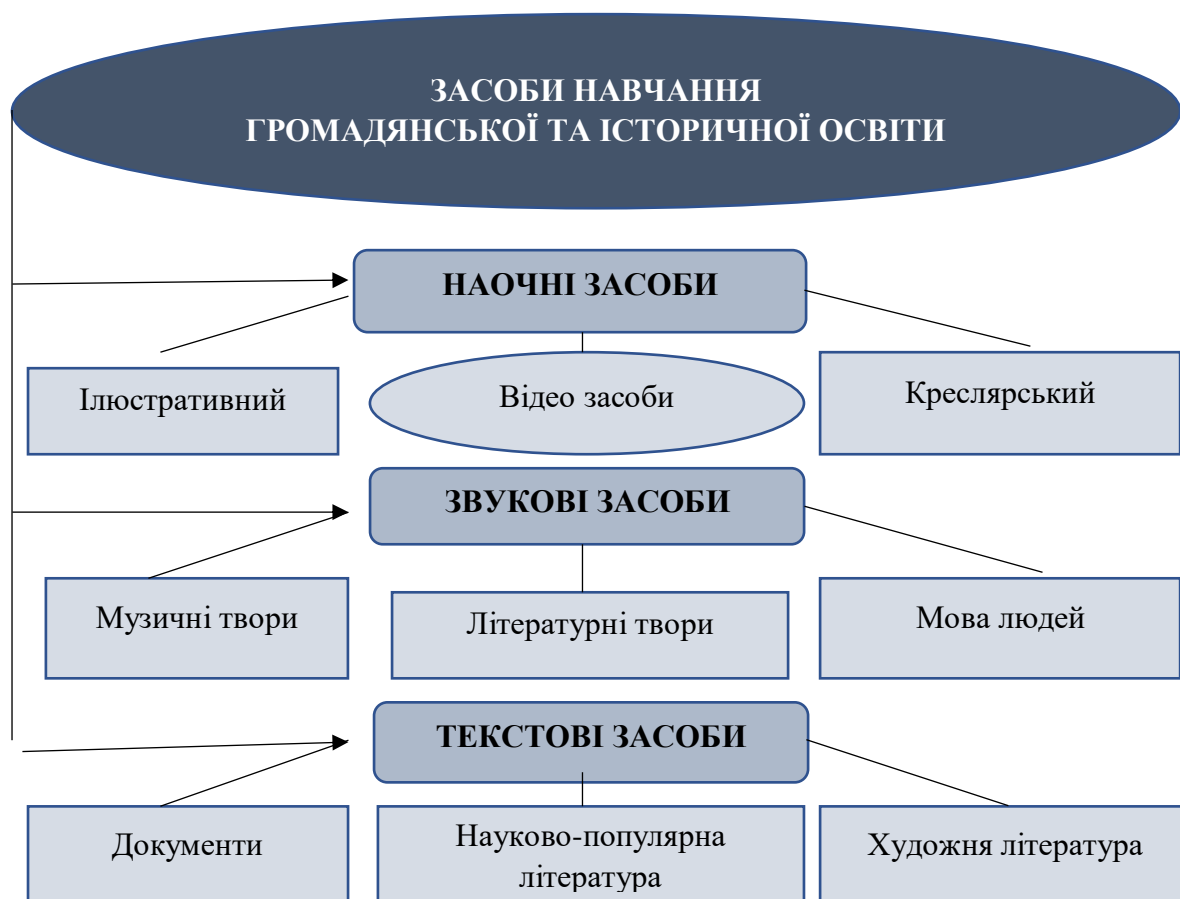 ЗАСОБИ НАВЧАННЯ
ГРОМАДЯНСЬКОЇ ТА ІСТОРИЧНОЇ ОСВІТИ
НАОЧНІ ЗАСОБИ
Ілюстративний
Відео засоби
Креслярський
ЗВУКОВІ ЗАСОБИ
Музичні твори
Літературні твори
Мова людей
ТЕКСТОВІ ЗАСОБИ
Документи
Науково-популярна
література
Художня література